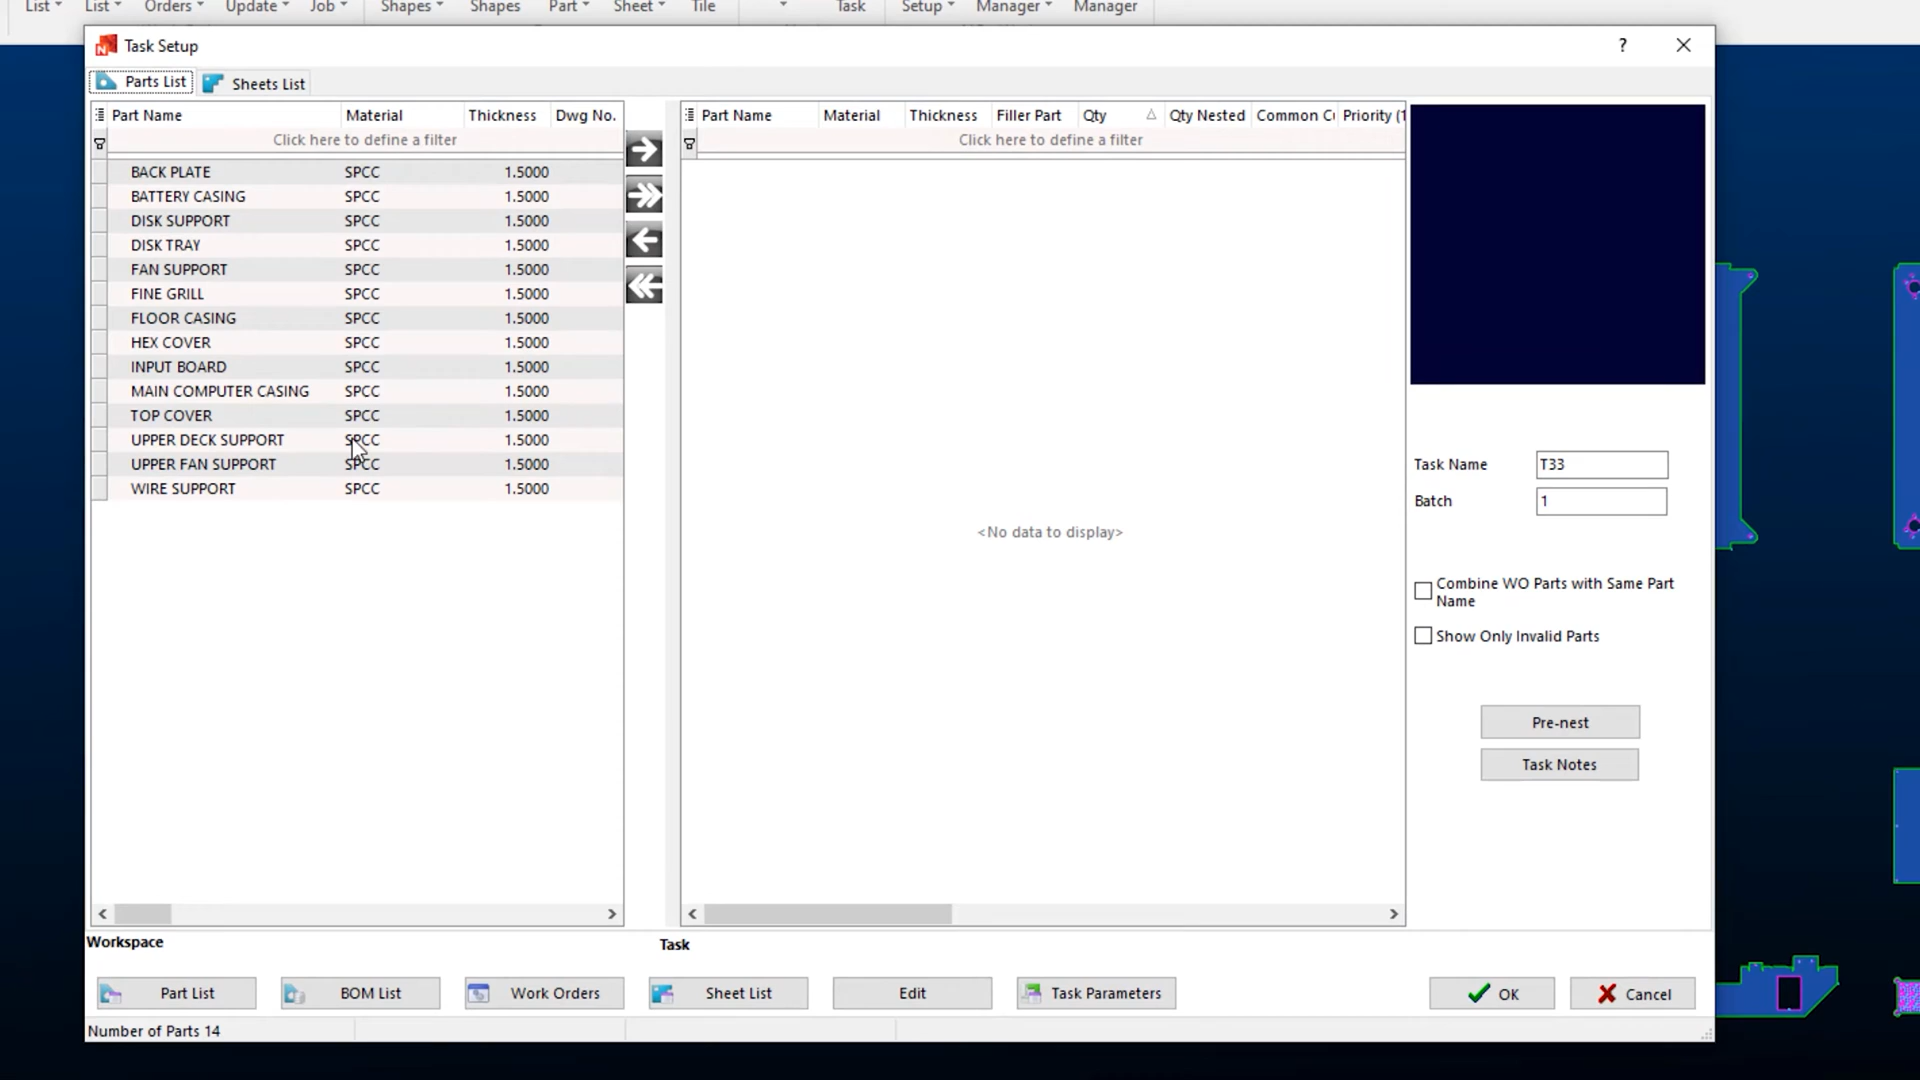 List List Orders Update Job Shapes Shapes Part Sheet Tile Task Setup Manager Manager
Task Setup ?
Parts List Sheets List
Part Name Material Thickness Dwg No.
Click here to define a filter
BACK PLATE SPCC 1.5000
BATTERY CASING SPCC 1.5000
DISK SUPPORT SPCC 1.5000
DISK TRAY SPCC 1.5000
FAN SUPPORT SPCC 1.5000
FINE GRILL SPCC 1.5000
FLOOR CASING SPCC 1.5000
HEX COVER SPCC 1.5000
INPUT BOARD SPCC 1.5000
MAIN COMPUTER CASING SPCC 1.5000
TOP COVER SPCC 1.5000
UPPER DECK SUPPORT SPCC 1.5000
UPPER FAN SUPPORT SPCC 1.5000
WIRE SUPPORT SPCC 1.5000
Part Name Material Thickness Filler Part Qty Qty Nested Common Cu Priority (1
Click here to define a filter
<No data to display>
Task Name T33
Batch 1
Combine WO Parts with Same Part
Name
Show Only Invalid Parts
Pre-nest
Task Notes
Workspace Task
Part List BOM List Work Orders Sheet List Edit Task Parameters OK Cancel
Number of Parts 14